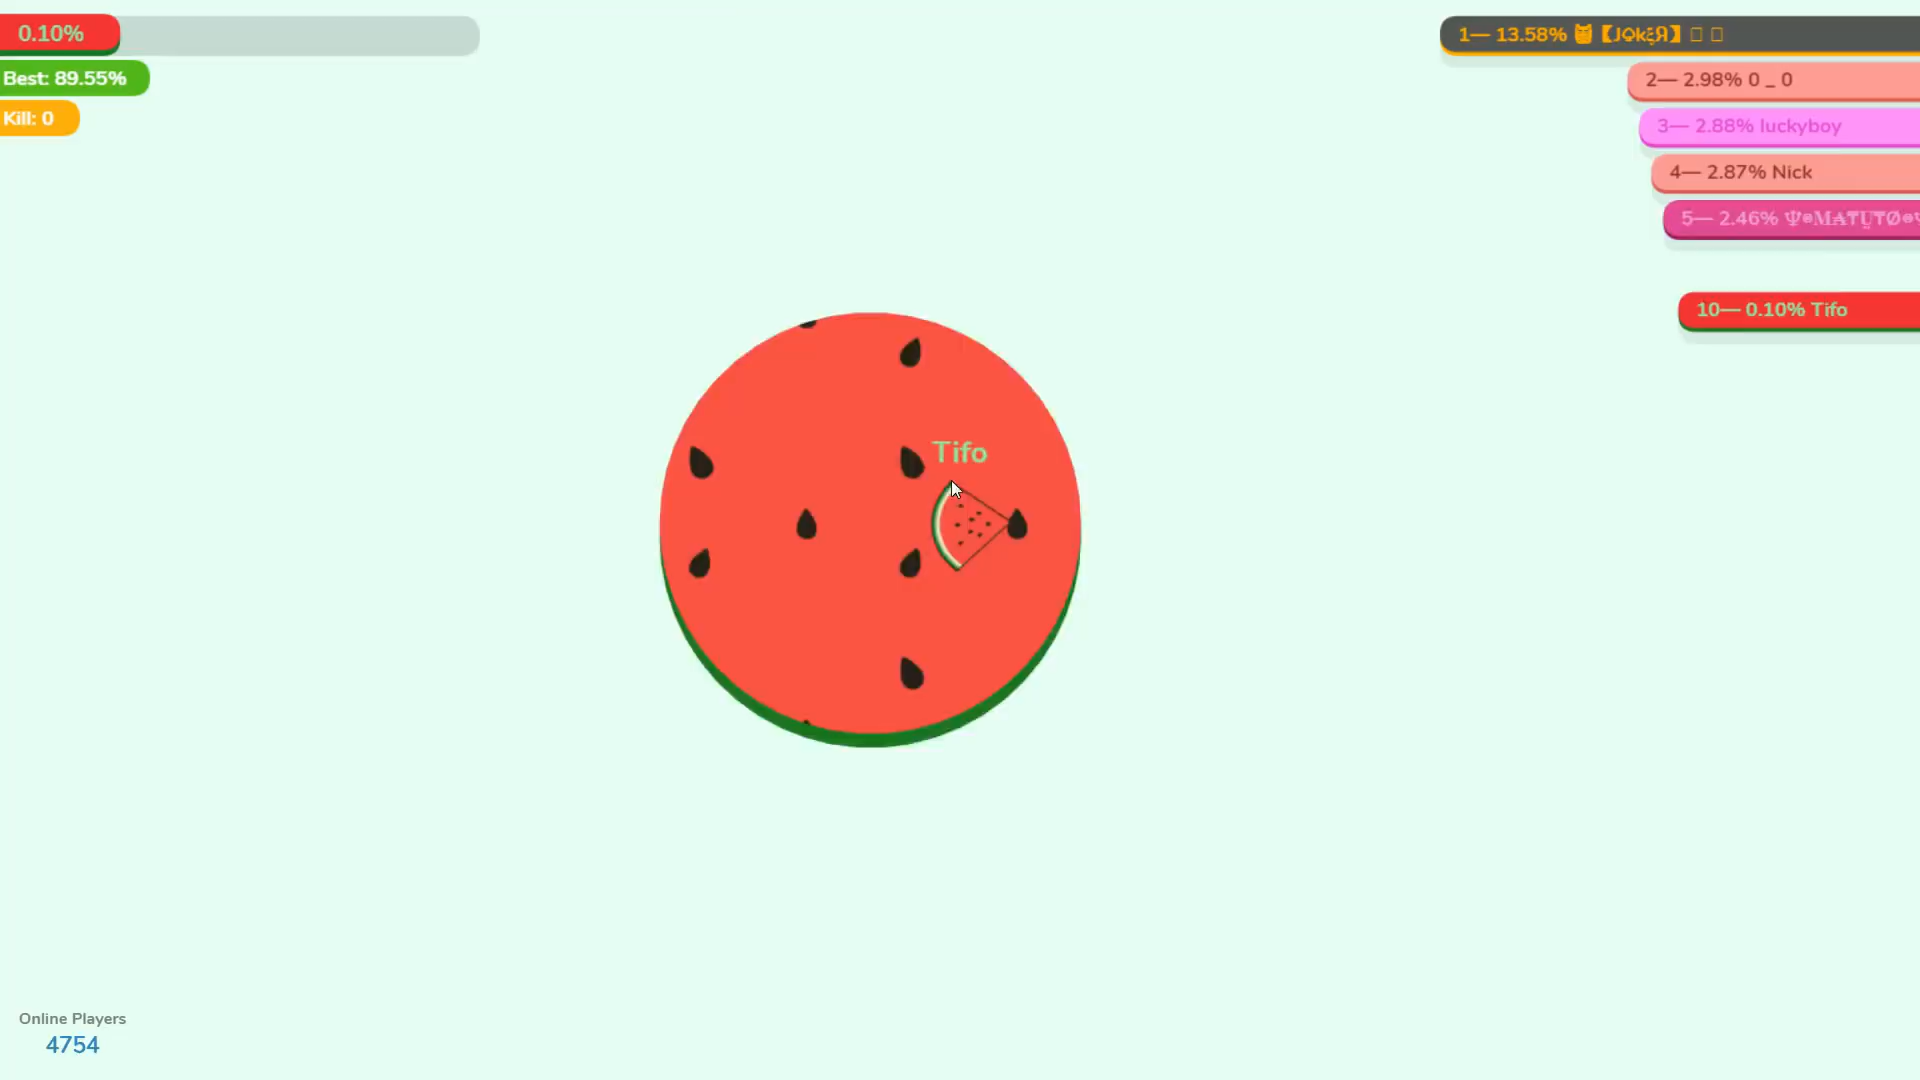 0.10%
Best: 89.55%
Kill: 0
1— 13.58%
2— 2.98% 0 _ 0
3— 2.88% luckyboy
4— 2.87% Nick
5— 2.46%
10— 0.10% Tifo
Tifo
Online Players
4754